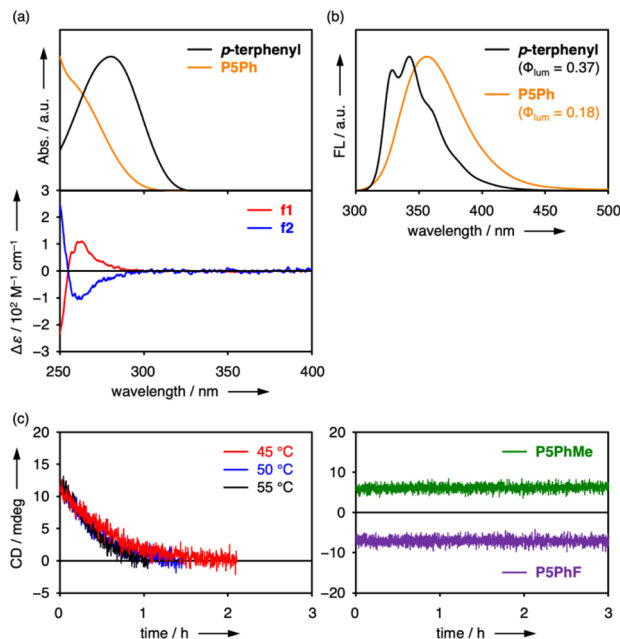 (a)
p-terphenyl
P5Ph
Abs. / a.u.
3
2
1
0
−1
−2
−3
f1
f2
Δε / 10² M⁻¹ cm⁻¹
250 300 350 400
wavelength / nm
(b)
p-terphenyl
(Φlum = 0.37)
P5Ph
(Φlum = 0.18)
FL / a.u.
300 350 400 450 500
wavelength / nm
(c)
20
15
10
5
0
−5
45 °C
50 °C
55 °C
CD / mdeg
0 1 2 3
time / h
20
10
0
−10
−20
P5PhMe
P5PhF
0 1 2 3
time / h